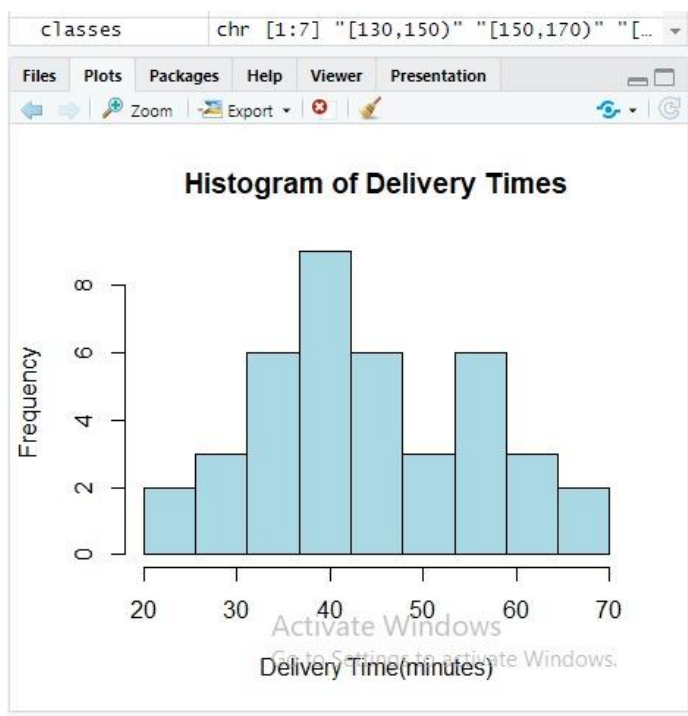 classes chr [1:7] "[130,150)" "[150,170)" "[…
Files Plots Packages Help Viewer Presentation
Zoom Export
Histogram of Delivery Times
Frequency
8
6
4
2
0
20 30 40 50 60 70
Activate Windows
Go to Settings to activate Windows.
Delivery Time(minutes)